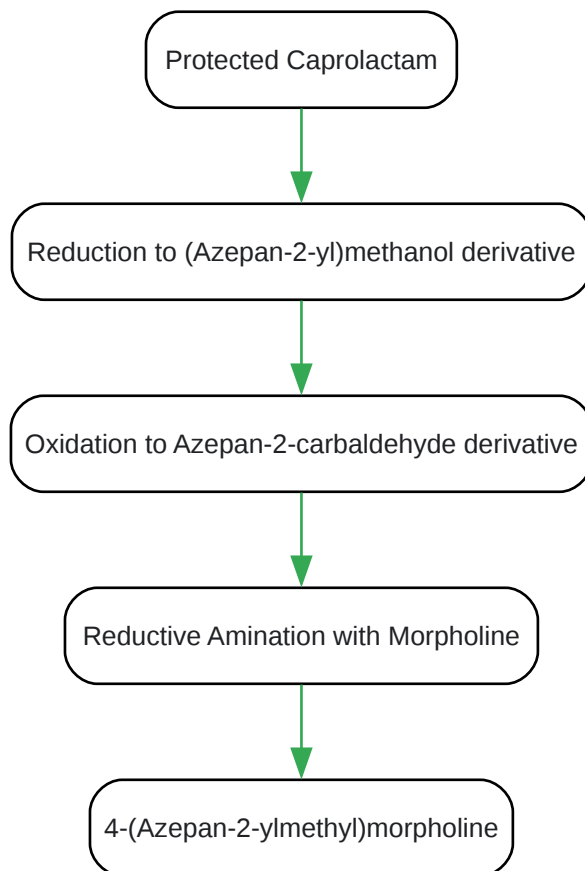 Protected Caprolactam
Reduction to (Azepan-2-yl)methanol derivative
Oxidation to Azepan-2-carbaldehyde derivative
Reductive Amination with Morpholine
4-(Azepan-2-ylmethyl)morpholine